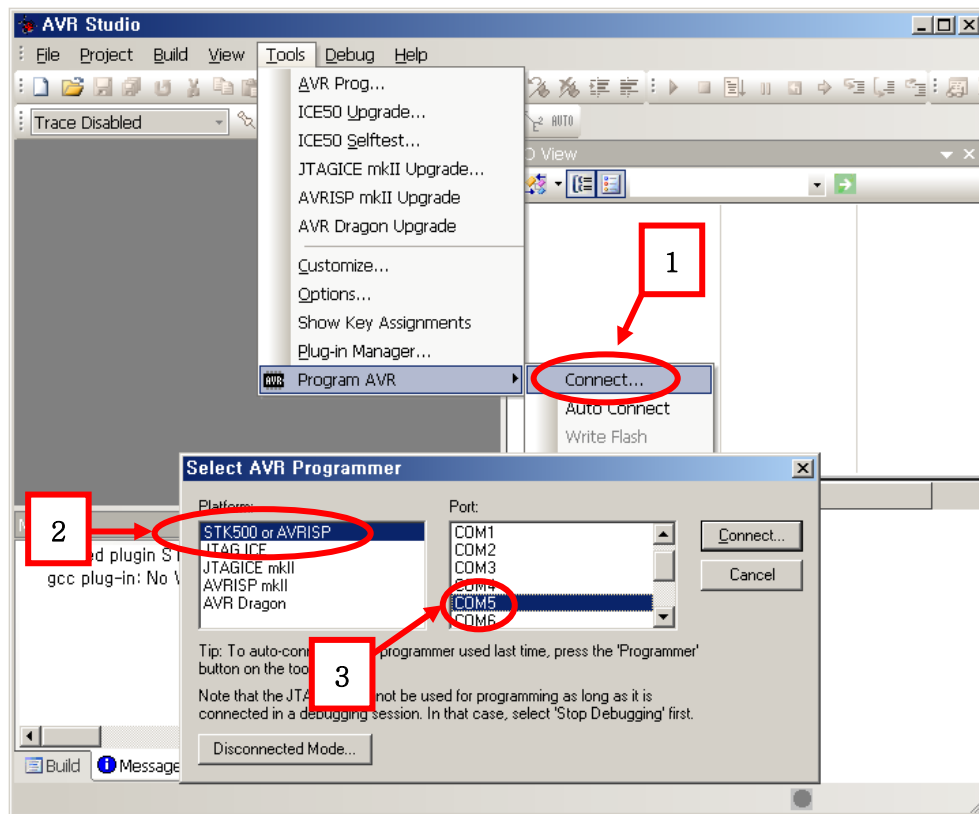 AVR Studio
File Project Build View Tools Debug Help
Trace Disabled
AUTO
AVR Prog...
ICE50 Upgrade...
ICE50 Selftest...
JTAGICE mkII Upgrade...
AVRISP mkII Upgrade
AVR Dragon Upgrade
Customize...
Options...
Show Key Assignments
Plug-in Manager...
AVR Program AVR
View
1
Connect...
Auto Connect
Write Flash
Select AVR Programmer
Platform:
STK500 or AVRISP
JTAG ICE
JTAGICE mkII
AVRISP mkII
AVR Dragon
Port:
COM1
COM2
COM3
COM4
COM5
COM6
Connect...
Cancel
2
3
ed plugin ST
gcc plug-in: No
Tip: To auto-conn programmer used last time, press the 'Programmer'
button on the too
Note that the JTA not be used for programming as long as it is
connected in a debugging session. In that case, select 'Stop Debugging' first.
Disconnected Mode...
Build Message